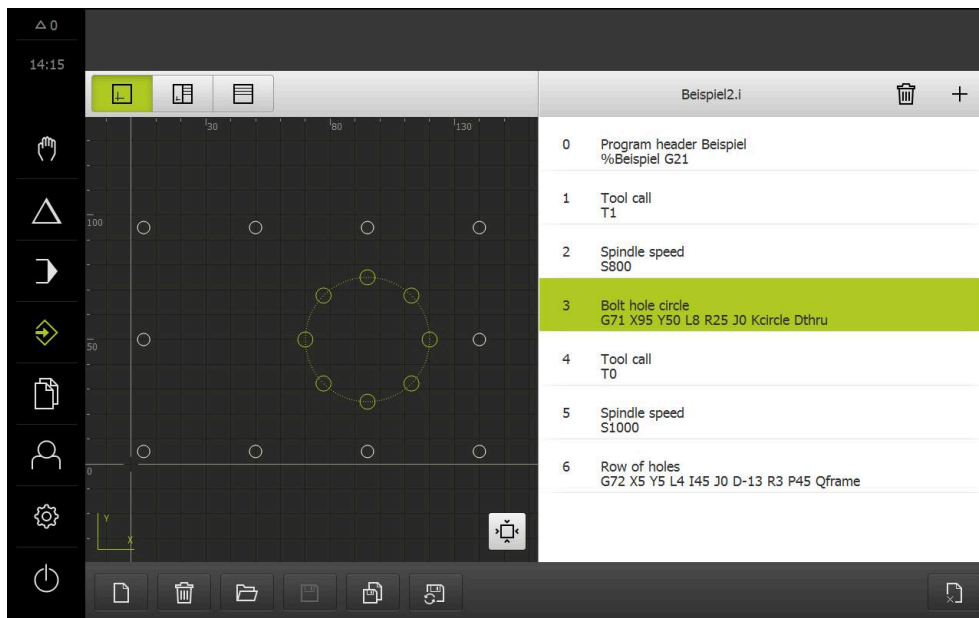 0
14:15
Beispiel2.i
30
80
130
100
50
0
Y
X
0 Program header Beispiel
%Beispiel G21
1 Tool call
T1
2 Spindle speed
S800
3 Bolt hole circle
G71 X95 Y50 L8 R25 J0 Kcircle Dthru
4 Tool call
T0
5 Spindle speed
S1000
6 Row of holes
G72 X5 Y5 L4 I45 J0 D-13 R3 P45 Qframe